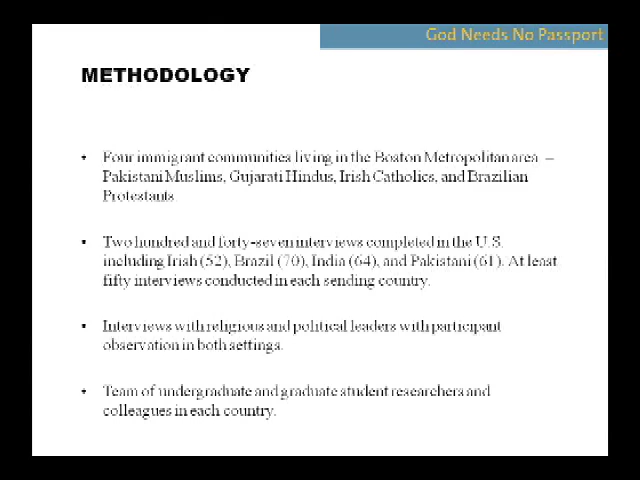 God Needs No Passport
METHODOLOGY
• Four immigrant communities living in the Boston Metropolitan area –
Pakistani Muslims, Gujarati Hindus, Irish Catholics, and Brazilian
Protestants.
• Two hundred and forty-seven interviews completed in the U.S.
including Irish (52), Brazil (70), India (64), and Pakistani (61). At least
fifty interviews conducted in each sending country.
• Interviews with religious and political leaders with participant
observation in both settings.
• Team of undergraduate and graduate student researchers and
colleagues in each country.